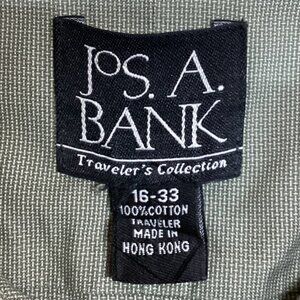 JOS. A.
BANK
Traveler's Collection
16-33
100%COTTON
TRAVELER
MADE IN
HONG KONG